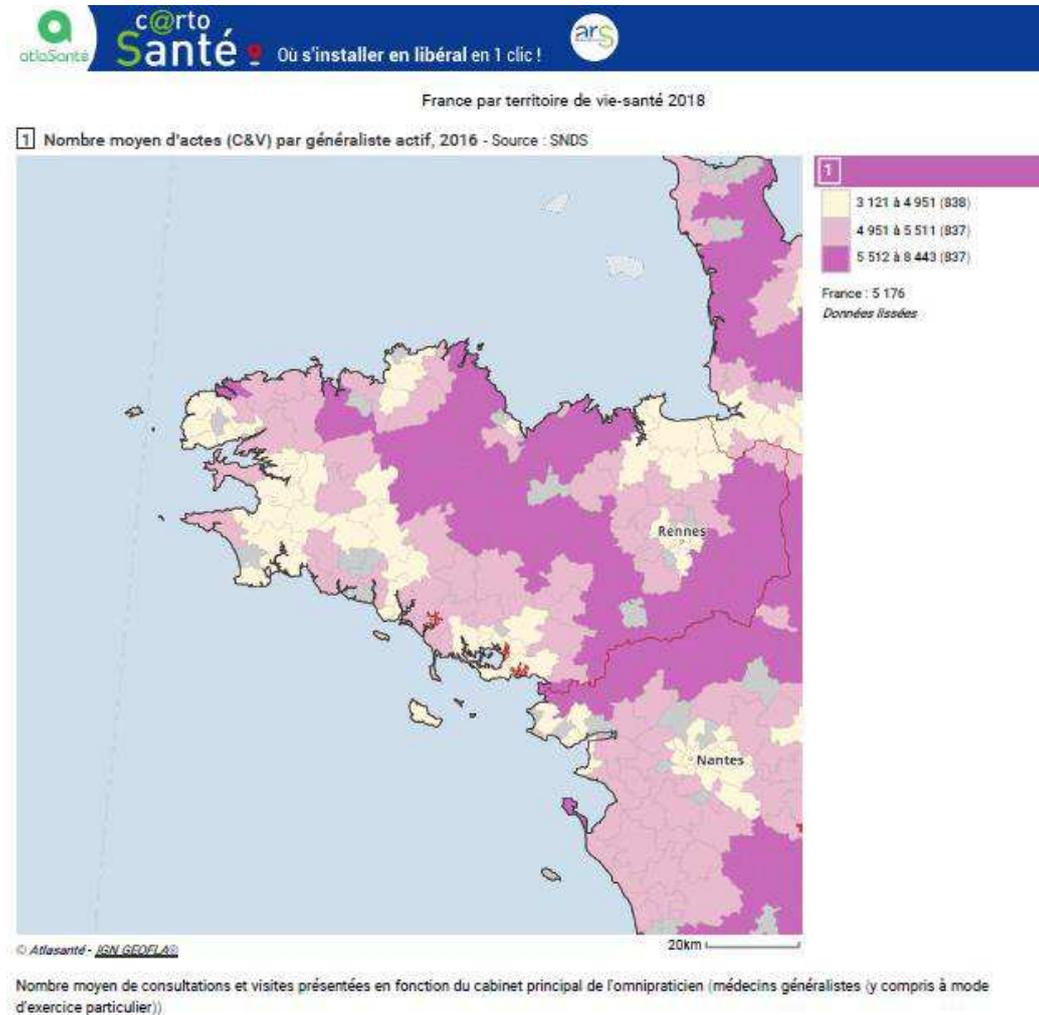 atlaSanté
c@rto
Santé
Où s'installer en libéral en 1 clic !
ars
France par territoire de vie-santé 2018
1 Nombre moyen d'actes (C&V) par généraliste actif, 2016 - Source : SNDS
1
3 121 à 4 951 (838)
4 951 à 5 511 (837)
5 512 à 8 443 (837)
France : 5 176
Données lissées
Rennes
Nantes
20km
© Atlasanté - IGN GEOFLA®
Nombre moyen de consultations et visites présentées en fonction du cabinet principal de l'omnipraticien (médecins généralistes (y compris à mode
d'exercice particulier))